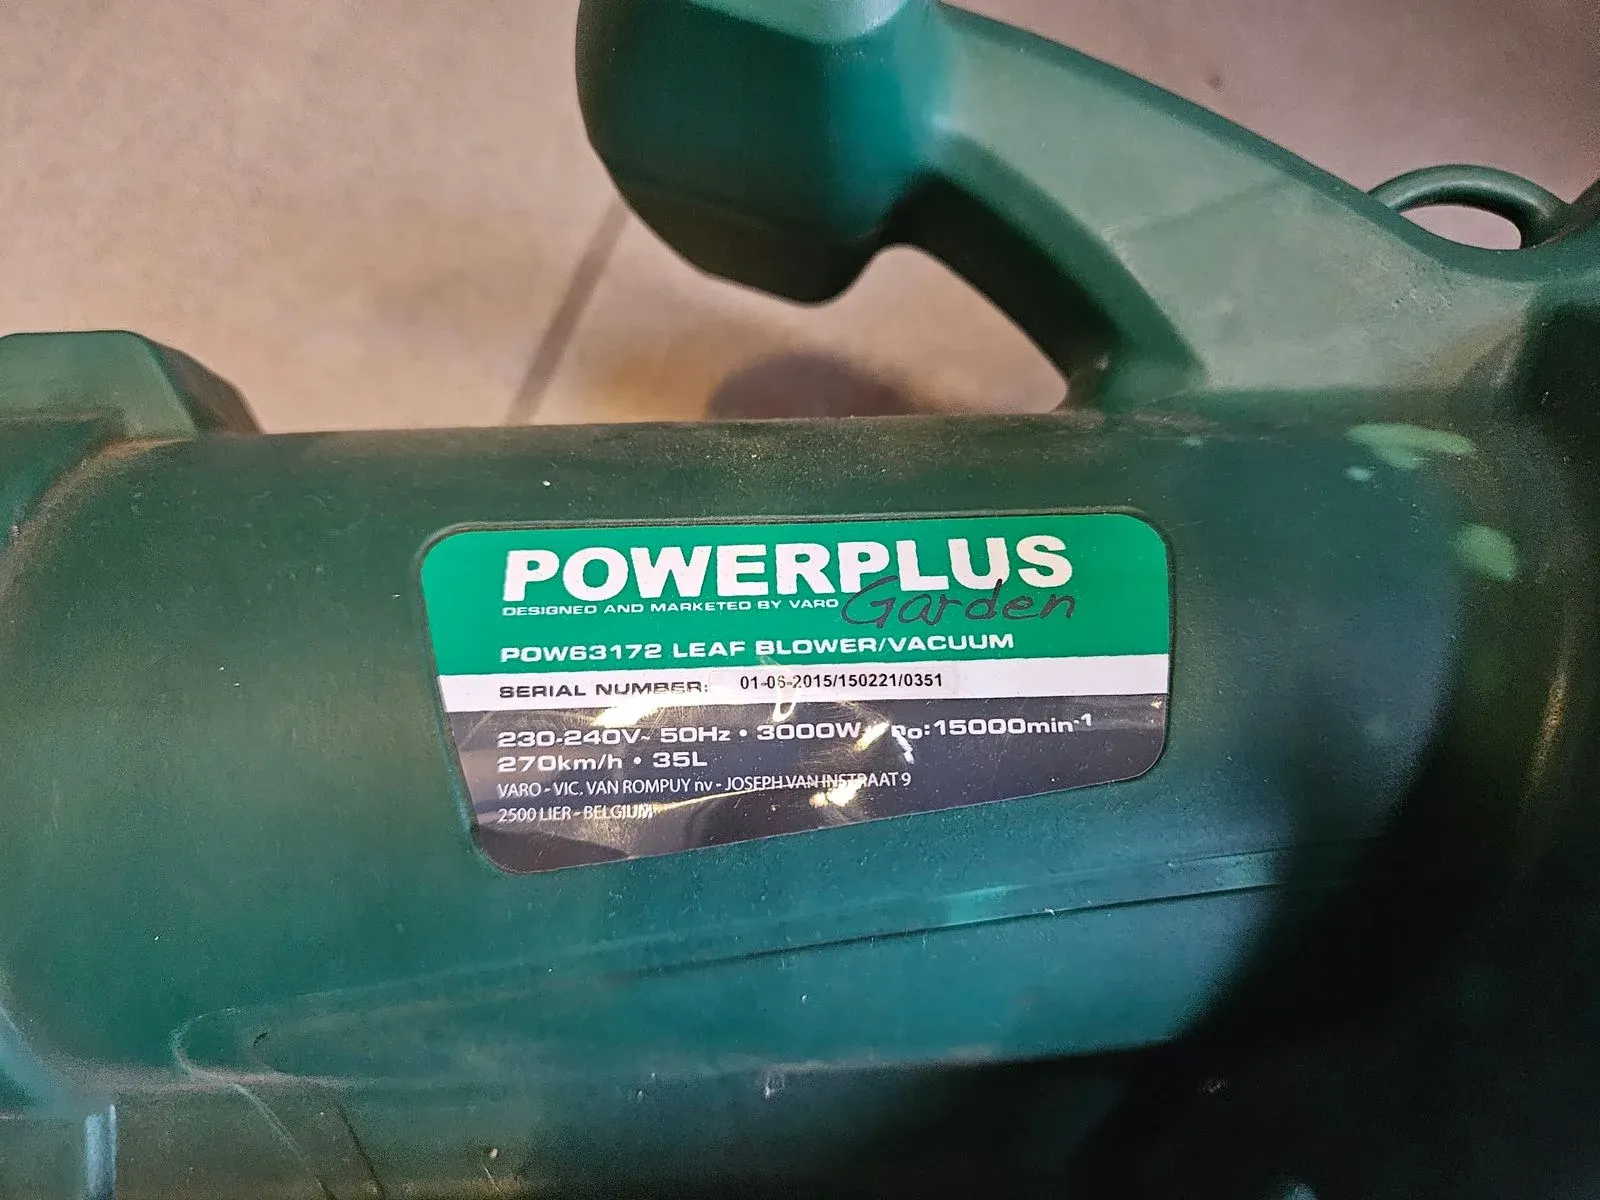 POWERPLUS
Garden
DESIGNED AND MARKETED BY VARO
POW63172 LEAF BLOWER/VACUUM
SERIAL NUMBER: 01-06-2015/150221/0351
230-240V~ 50Hz • 3000W • no:15000min-1
270km/h • 35L
VARO - VIC. VAN ROMPUY nv - JOSEPH VAN INSTRAAT 9
2500 LIER - BELGIUM